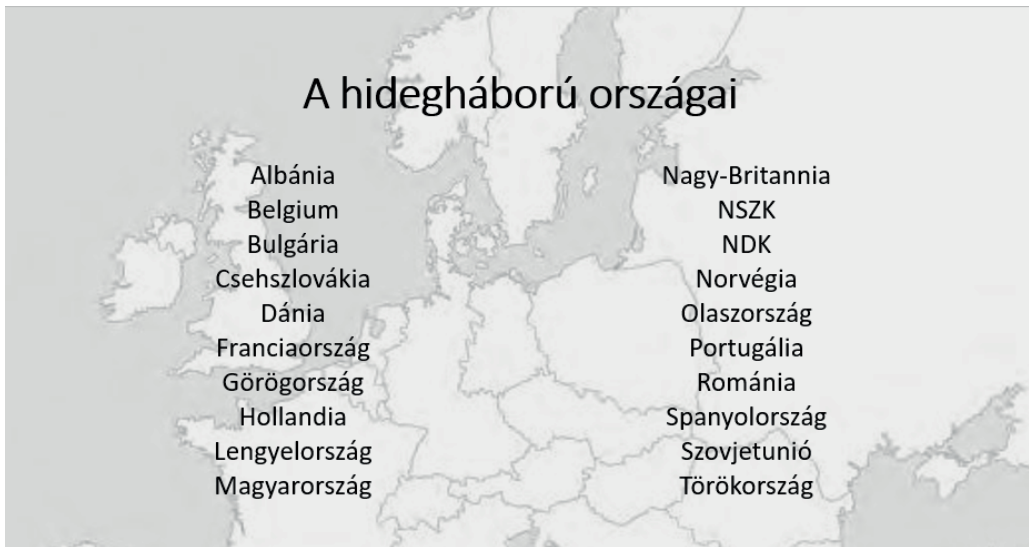 A hidegháború országai
Albánia
Belgium
Bulgária
Csehszlovákia
Dánia
Franciaország
Görögország
Hollandia
Lengyelország
Magyarország
Nagy-Britannia
NSZK
NDK
Norvégia
Olaszország
Portugália
Románia
Spanyolország
Szovjetunió
Törökország